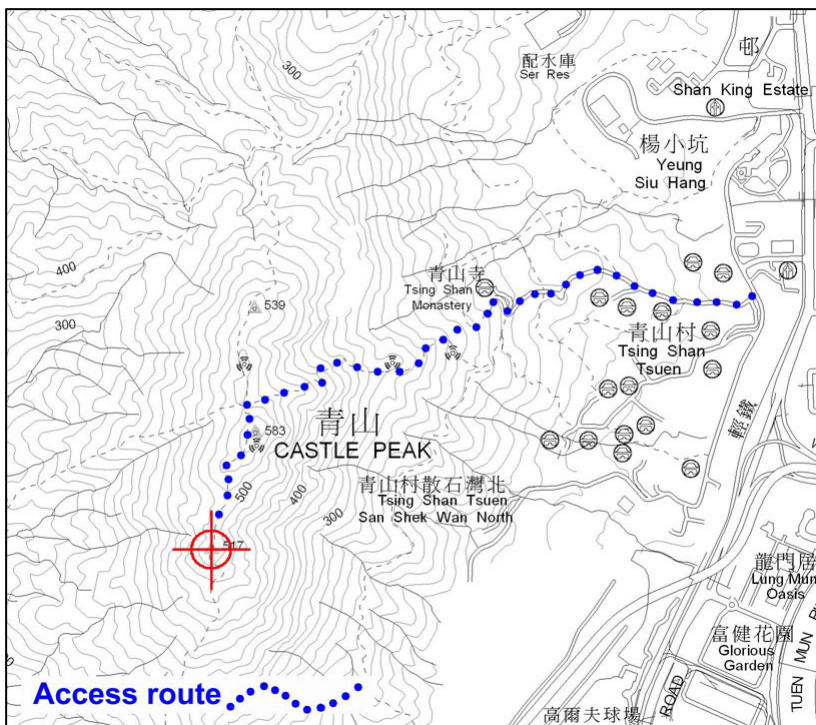 300
配水庫
Ser Res
邨
Shan King Estate
楊小坑
Yeung
Siu Hang
400
300
青山寺
Tsing Shan
Monastery
539
青山村
Tsing Shan
Tsuen
輕鐵
青山
583
CASTLE PEAK
500
400
300
青山村散石灣北
Tsing Shan Tsuen
San Shek Wan North
517
龍門居
Lung Mun
Oasis
富健花園
Glorious
Garden
TUEN MUN
ROAD
高爾夫球場
Access route